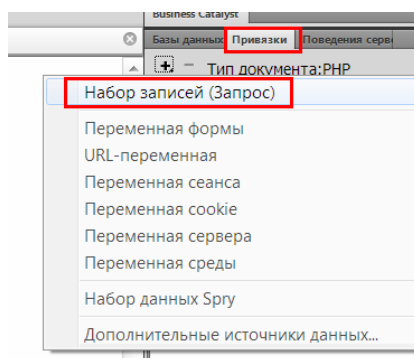 Business Catalyst
Базы данных Привязки Поведения серв
Тип документа:PHP
Набор записей (Запрос)
Переменная формы
URL-переменная
Переменная сеанса
Переменная cookie
Переменная сервера
Переменная среды
Набор данных Spry
Дополнительные источники данных...